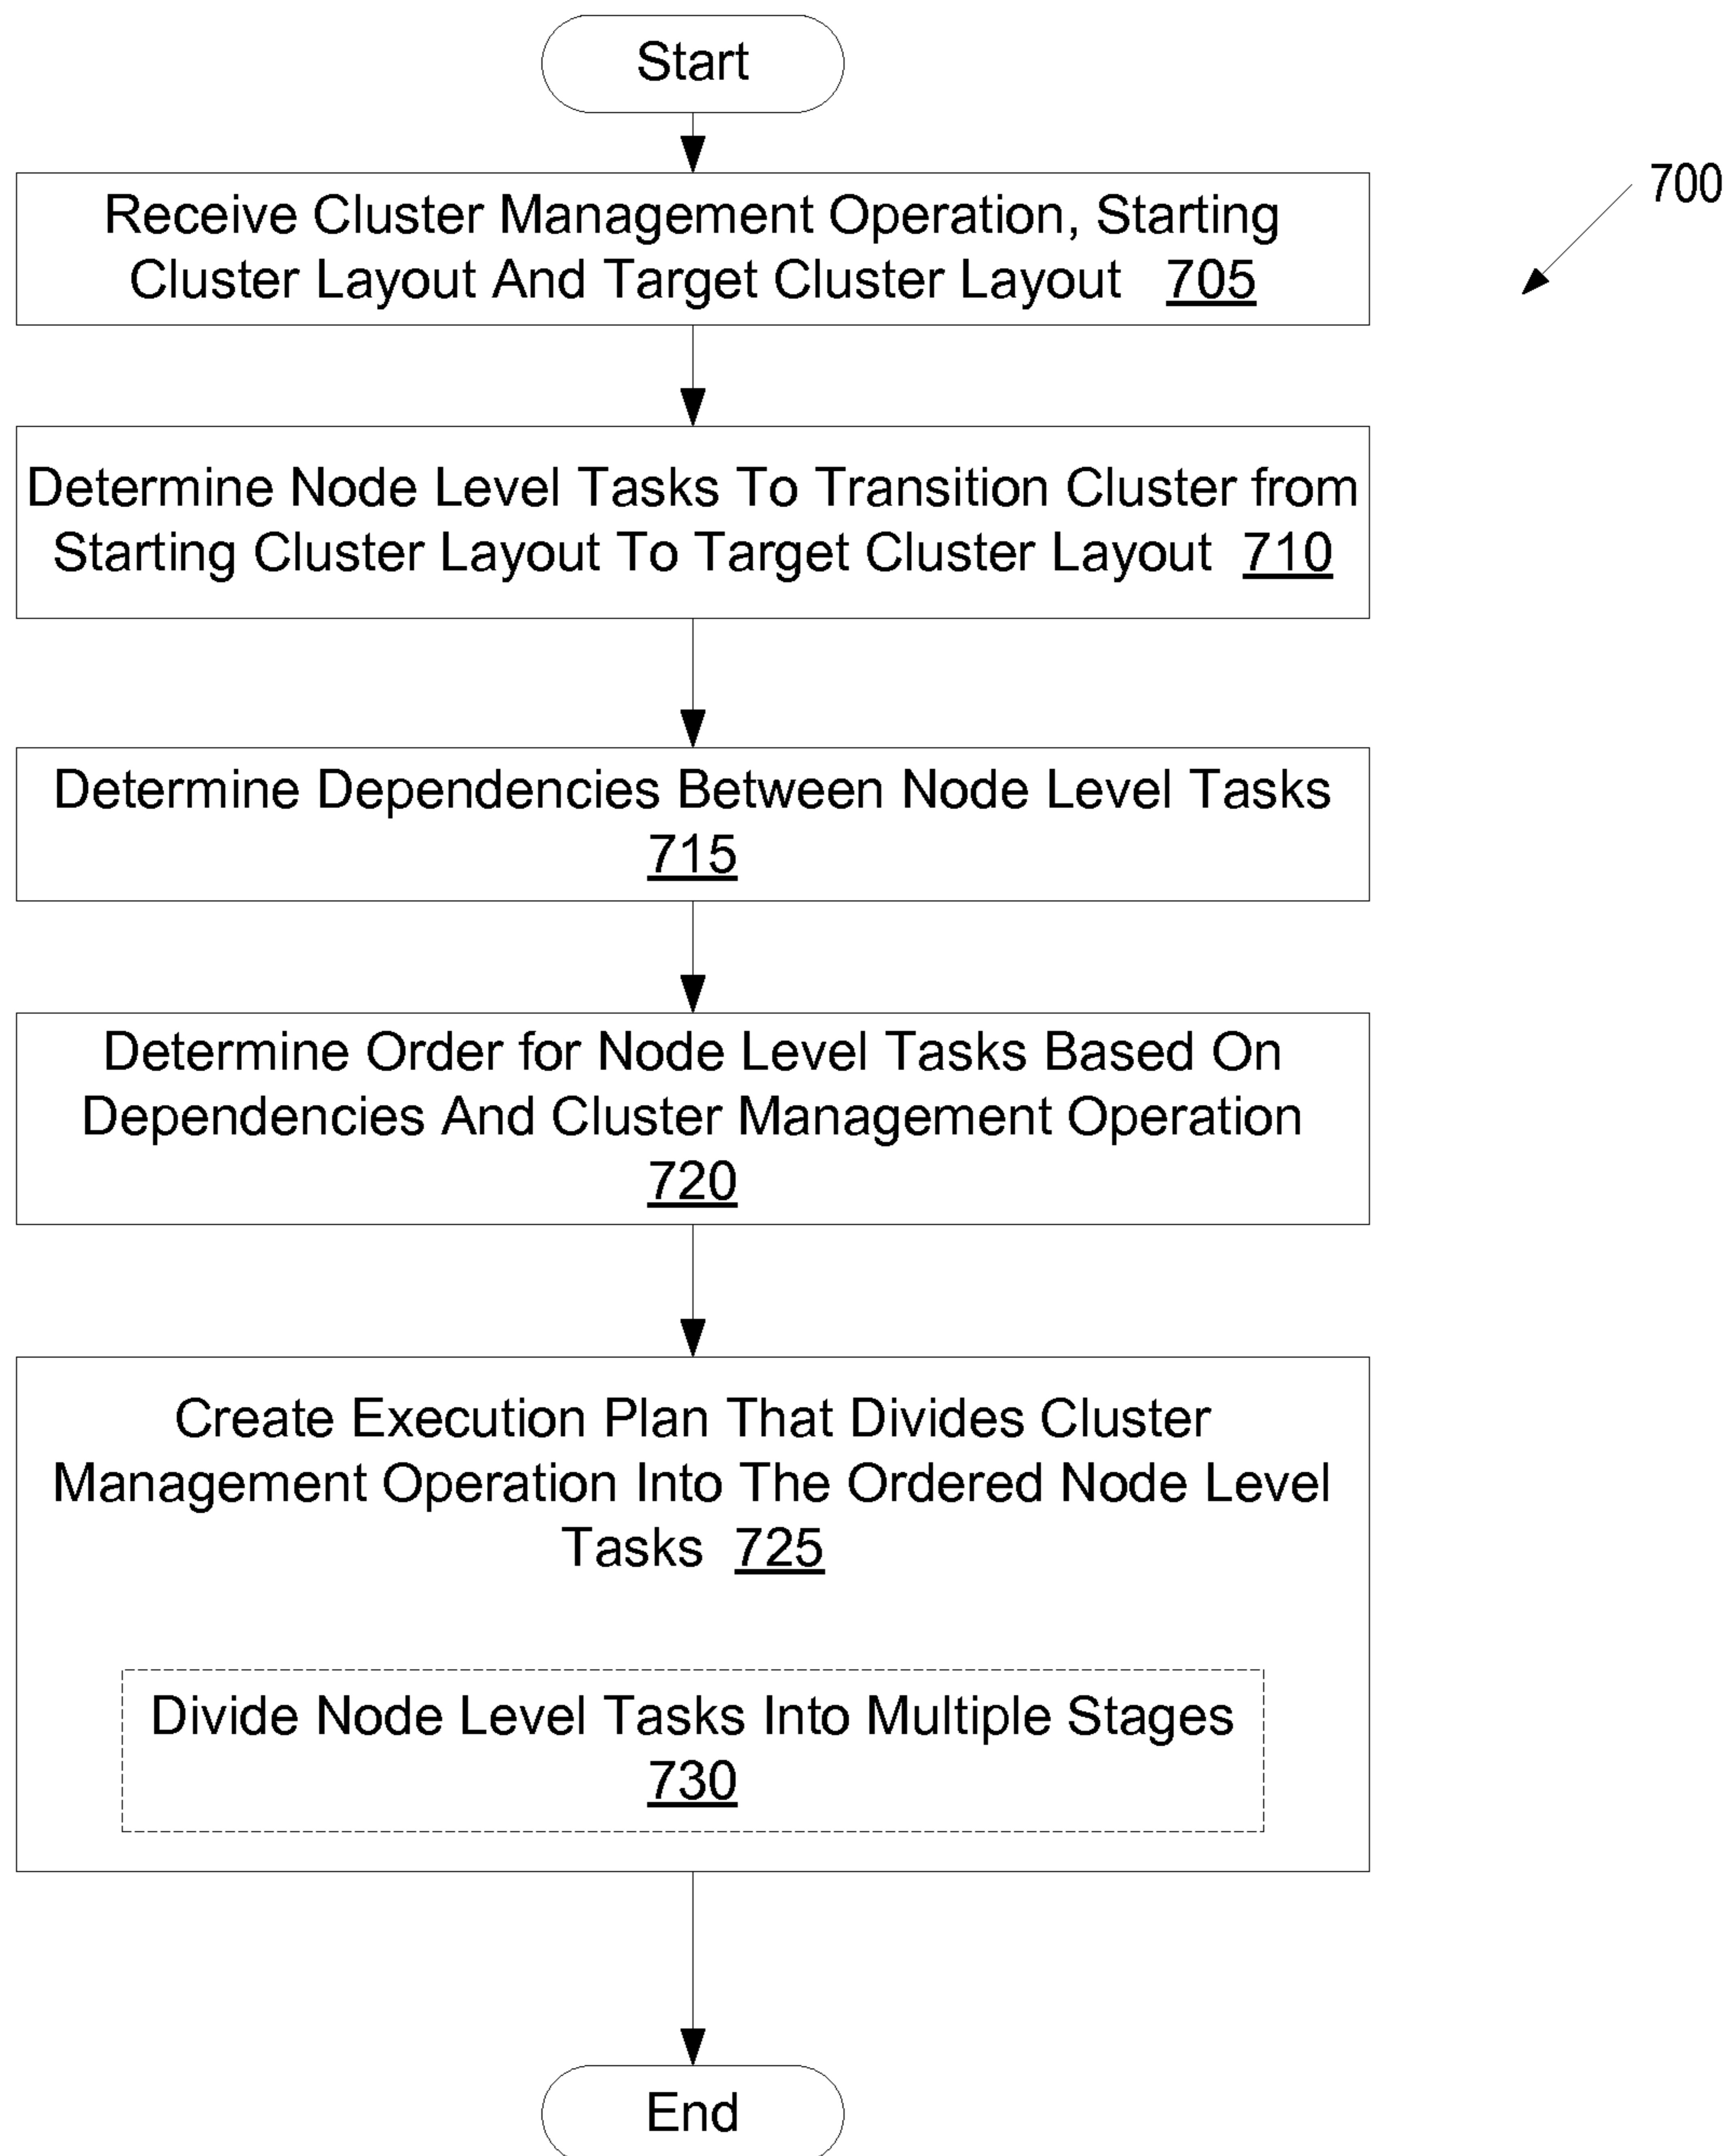 Start
700
Receive Cluster Management Operation, Starting
Cluster Layout And Target Cluster Layout 705
Determine Node Level Tasks To Transition Cluster from
Starting Cluster Layout To Target Cluster Layout 710
Determine Dependencies Between Node Level Tasks
715
Determine Order for Node Level Tasks Based On
Dependencies And Cluster Management Operation
720
Create Execution Plan That Divides Cluster
Management Operation Into The Ordered Node Level
Tasks 725
Divide Node Level Tasks Into Multiple Stages
730
End